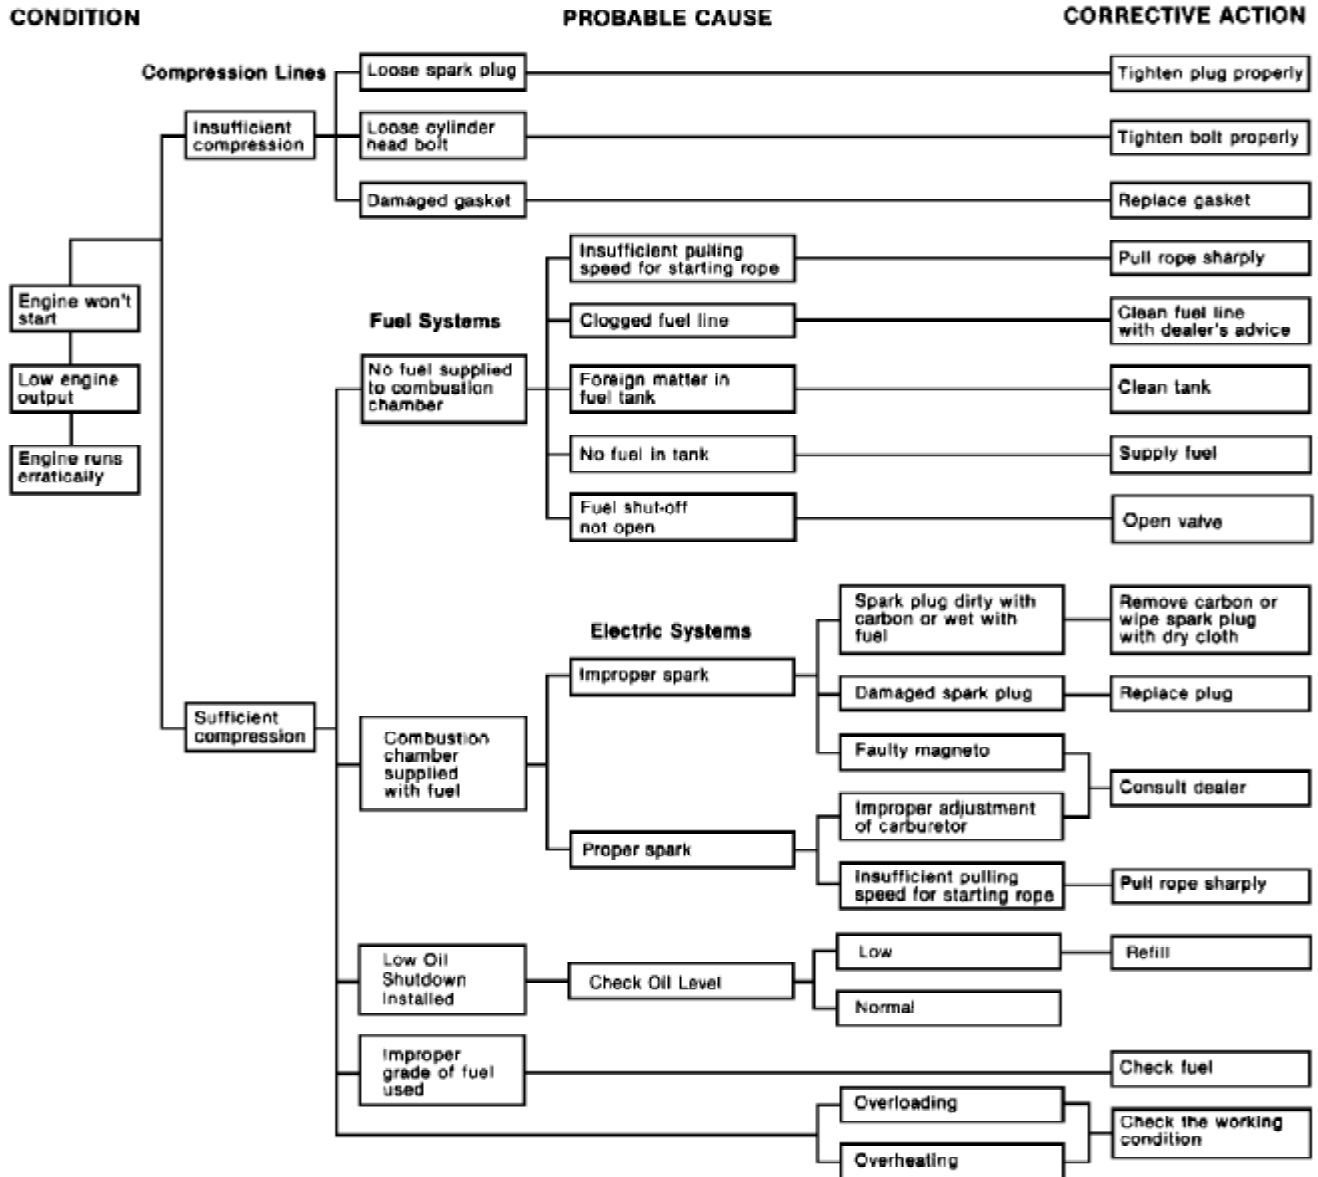 CONDITION
PROBABLE CAUSE
CORRECTIVE ACTION
Compression Lines
Loose spark plug
Tighten plug properly
Insufficient
compression
Loose cylinder
head bolt
Tighten bolt properly
Damaged gasket
Replace gasket
Engine won't
start
Low engine
output
Engine runs
erratically
Fuel Systems
No fuel supplied
to combustion
chamber
Insufficient pulling
speed for starting rope
Pull rope sharply
Clogged fuel line
Clean fuel line
with dealer's advice
Foreign matter in
fuel tank
Clean tank
No fuel in tank
Supply fuel
Fuel shut-off
not open
Open valve
Sufficient
compression
Combustion
chamber
supplied
with fuel
Electric Systems
Improper spark
Spark plug dirty with
carbon or wet with
fuel
Remove carbon or
wipe spark plug
with dry cloth
Damaged spark plug
Replace plug
Faulty magneto
Consult dealer
Proper spark
Improper adjustment
of carburetor
Insufficient pulling
speed for starting rope
Pull rope sharply
Low Oil
Shutdown
Installed
Check Oil Level
Low
Refill
Normal
Improper
grade of fuel
used
Check fuel
Overloading
Overheating
Check the working
condition